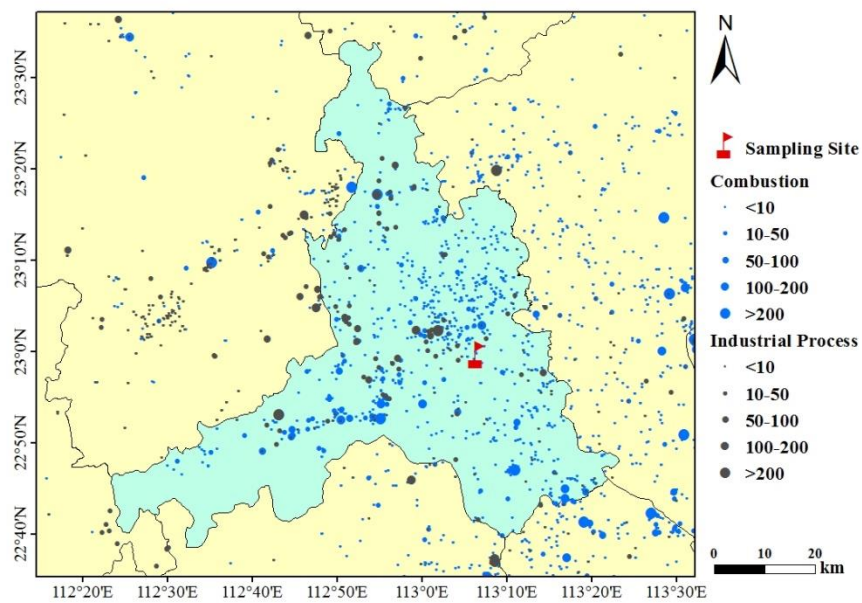 N
23°30'N
23°20'N
23°10'N
23°0'N
22°50'N
22°40'N
112°20'E 112°30'E 112°40'E 112°50'E 113°0'E 113°10'E 113°20'E 113°30'E
Sampling Site
Combustion
<10
10-50
50-100
100-200
>200
Industrial Process
<10
10-50
50-100
100-200
>200
0 10 20
km